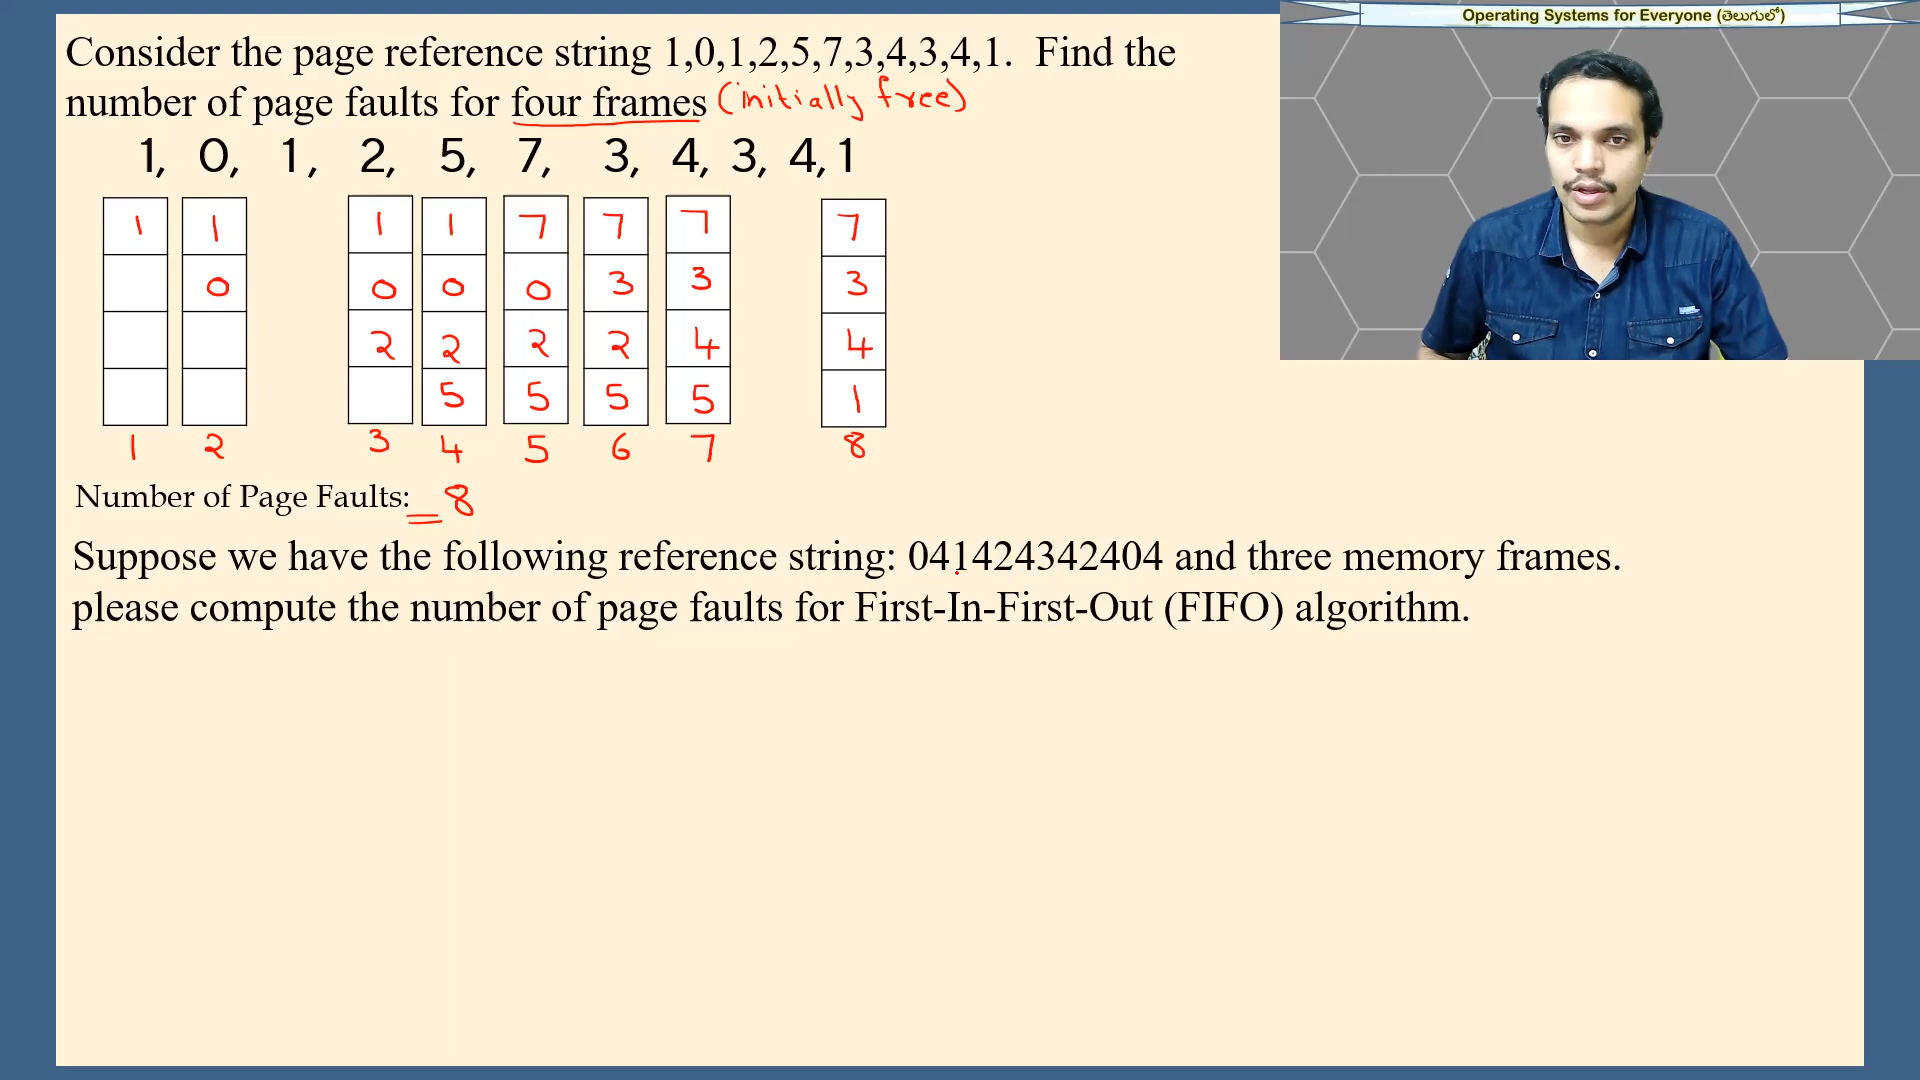 Operating Systems for Everyone (తెలుగులో)
Consider the page reference string 1,0,1,2,5,7,3,4,3,4,1. Find the
number of page faults for four frames (initially free)
1, 0, 1, 2, 5, 7, 3, 4, 3, 4, 1
1 1 1 1 7 7 7 7
0 0 0 0 3 3 3
2 2 2 2 4 4
5 5 5 5 1
1 2 3 4 5 6 7 8
Number of Page Faults: 8
Suppose we have the following reference string: 041424342404 and three memory frames.
please compute the number of page faults for First-In-First-Out (FIFO) algorithm.